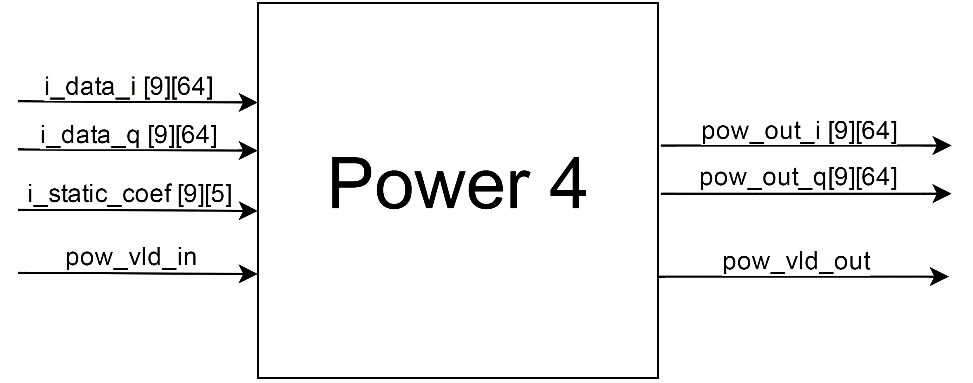 i_data_i [9][64]
i_data_q [9][64]
i_static_coef [9][5]
pow_vld_in
Power 4
pow_out_i [9][64]
pow_out_q[9][64]
pow_vld_out